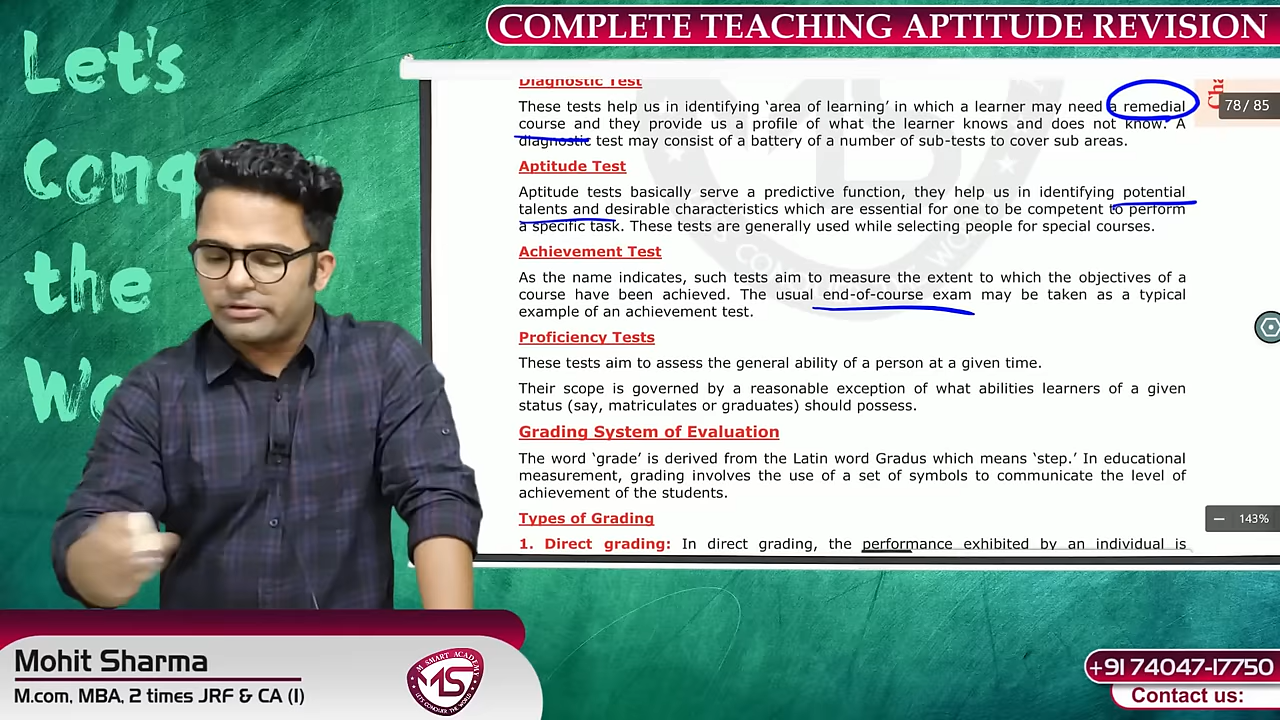 COMPLETE TEACHING APTITUDE REVISION
Let's
Conq
the
Wo
Diagnostic Test
These tests help us in identifying ‘area of learning’ in which a learner may need a remedial
course and they provide us a profile of what the learner knows and does not know. A
diagnostic test may consist of a battery of a number of sub-tests to cover sub areas.
Aptitude Test
Aptitude tests basically serve a predictive function, they help us in identifying potential
talents and desirable characteristics which are essential for one to be competent to perform
a specific task. These tests are generally used while selecting people for special courses.
Achievement Test
As the name indicates, such tests aim to measure the extent to which the objectives of a
course have been achieved. The usual end-of-course exam may be taken as a typical
example of an achievement test.
Proficiency Tests
These tests aim to assess the general ability of a person at a given time.
Their scope is governed by a reasonable exception of what abilities learners of a given
status (say, matriculates or graduates) should possess.
Grading System of Evaluation
The word ‘grade’ is derived from the Latin word Gradus which means ‘step.’ In educational
measurement, grading involves the use of a set of symbols to communicate the level of
achievement of the students.
Types of Grading
1. Direct grading: In direct grading, the performance exhibited by an individual is
Cha
78 / 85
143%
Mohit Sharma
M.com, MBA, 2 times JRF & CA (I)
M SMART ACADEMY
MS
LET'S CONQUER THE WORLD
+91 74047-17750
Contact us: